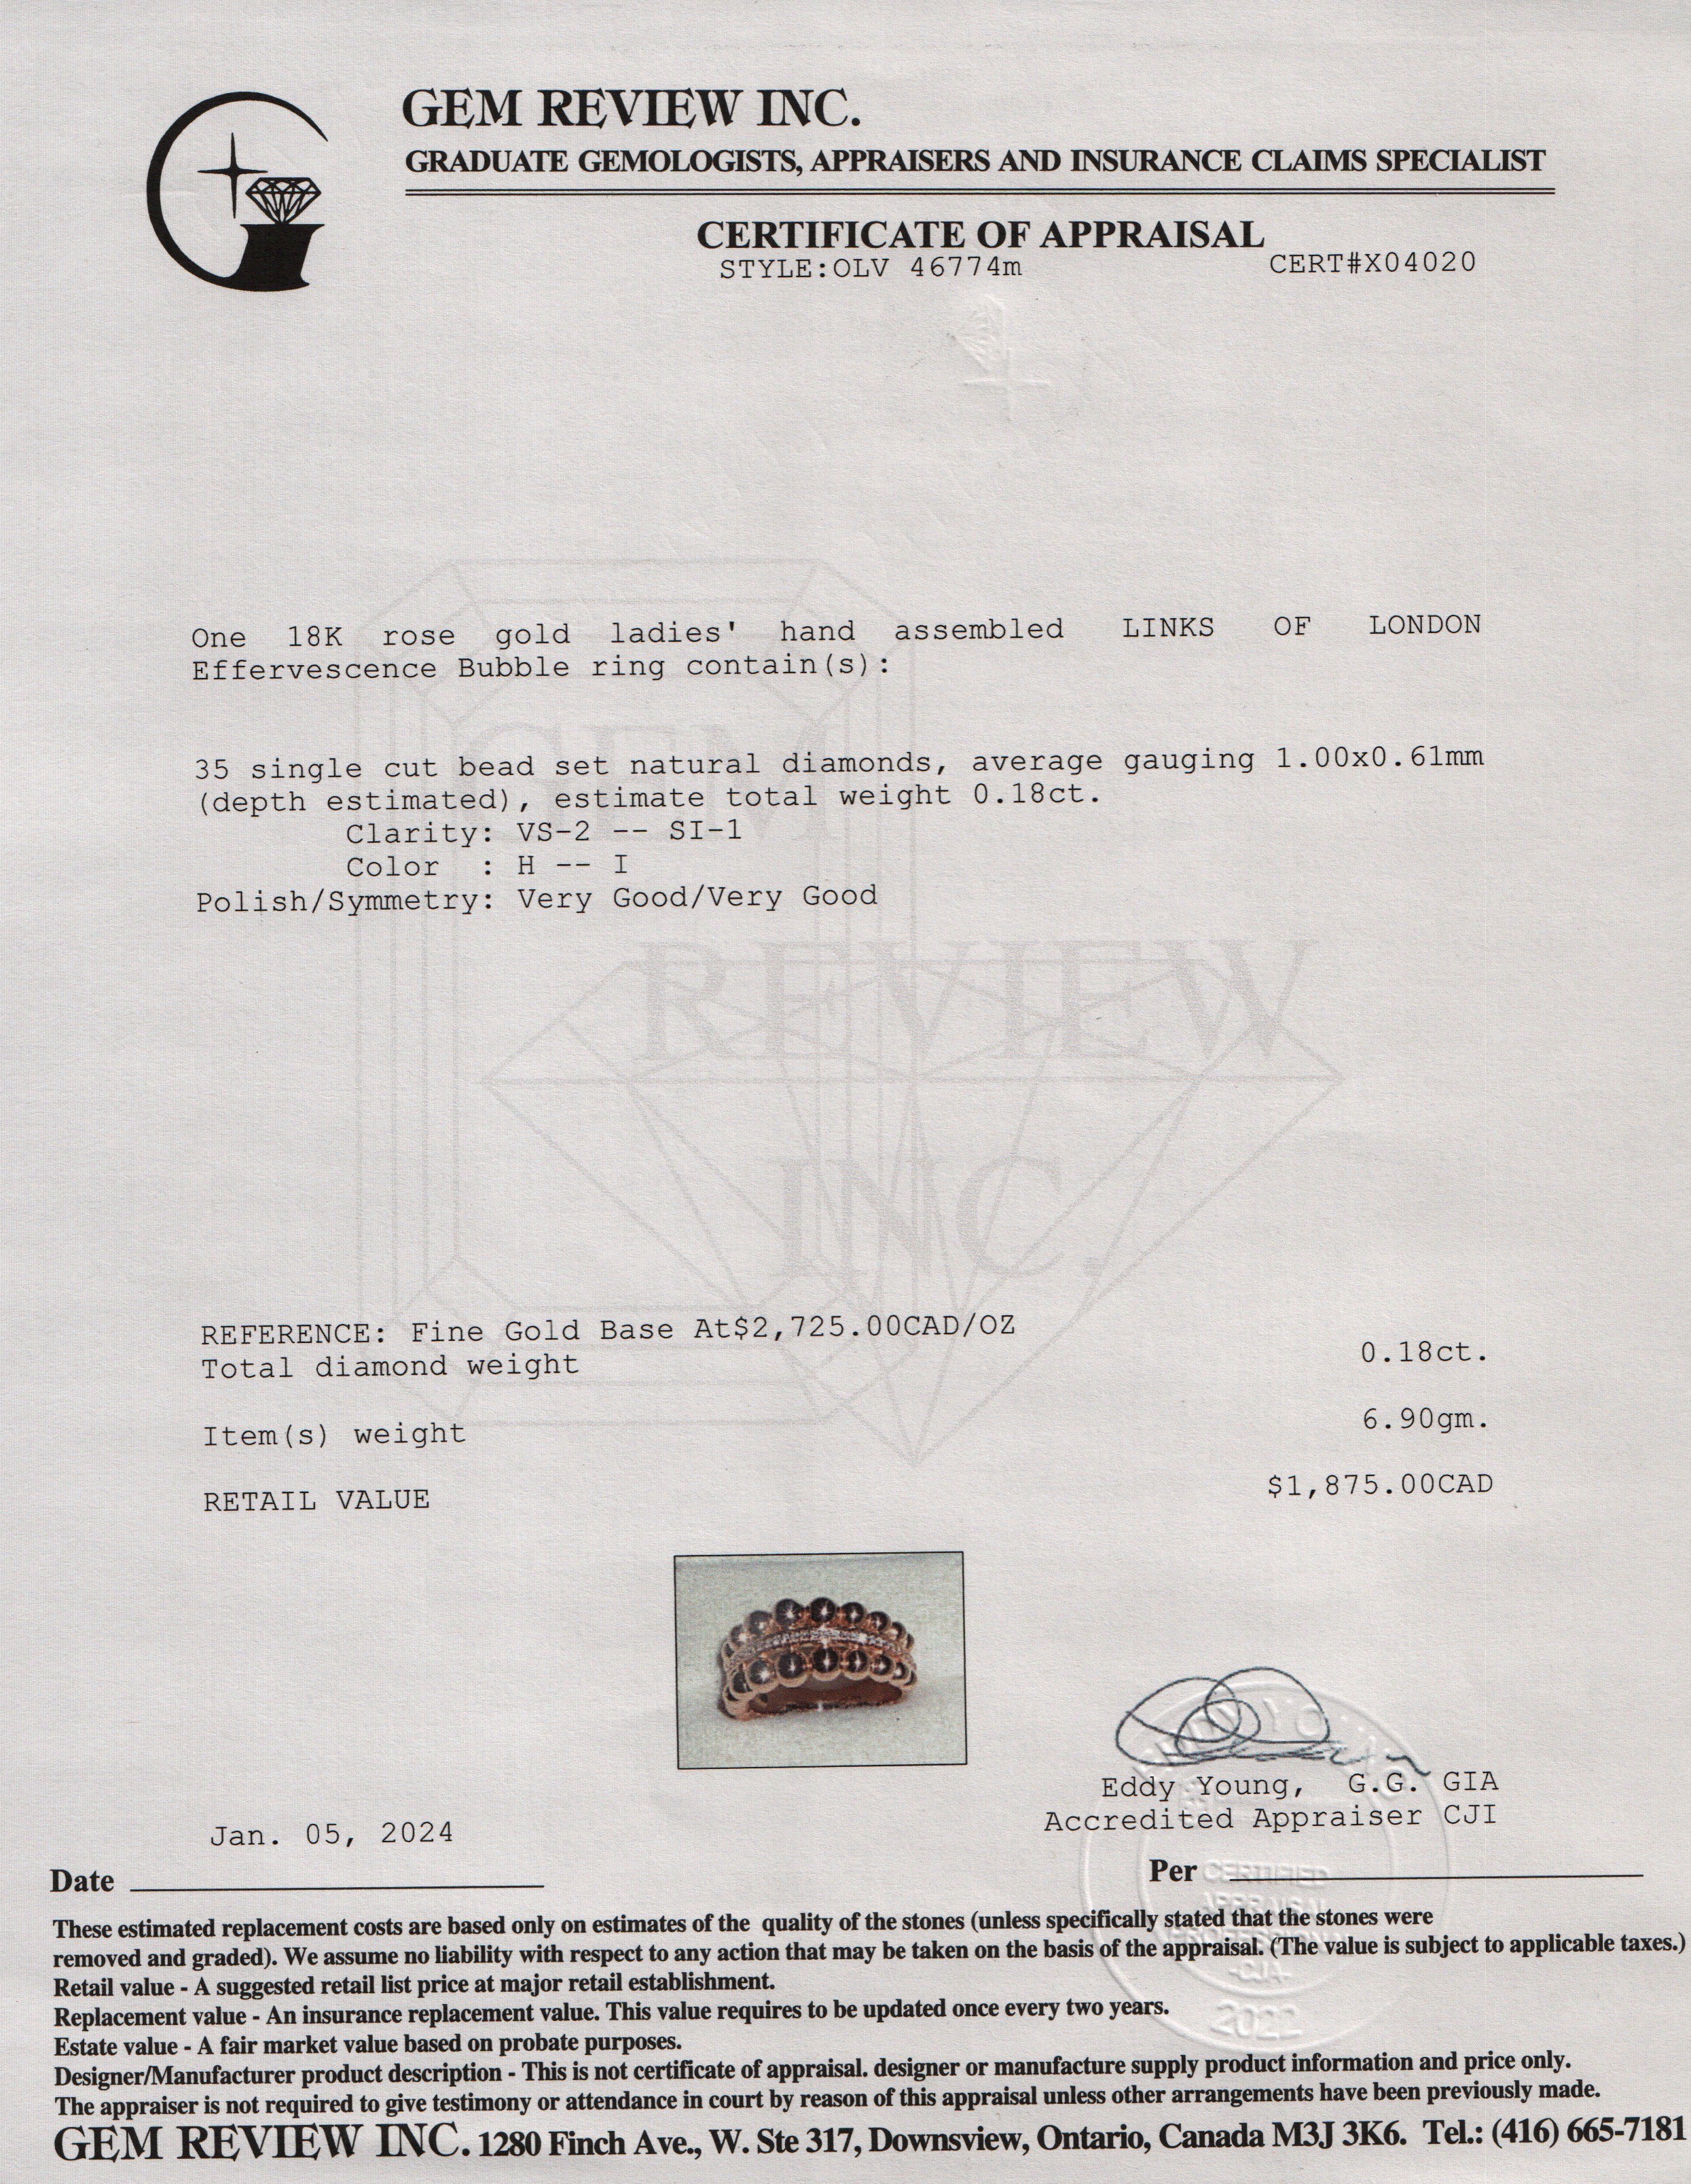 GEM REVIEW INC.
GRADUATE GEMOLOGISTS, APPRAISERS AND INSURANCE CLAIMS SPECIALIST
CERTIFICATE OF APPRAISAL
STYLE:OLV 46774m CERT#X04020
One 18K rose gold ladies' hand assembled LINKS OF LONDON
Effervescence Bubble ring contain(s):
35 single cut bead set natural diamonds, average gauging 1.00x0.61mm
(depth estimated), estimate total weight 0.18ct.
Clarity: VS-2 -- SI-1
Color : H -- I
Polish/Symmetry: Very Good/Very Good
GEM
REVIEW
INC.
REFERENCE: Fine Gold Base At$2,725.00CAD/OZ
Total diamond weight 0.18ct.
Item(s) weight 6.90gm.
RETAIL VALUE $1,875.00CAD
Eddy Young, G.G. GIA
Accredited Appraiser CJI
Jan. 05, 2024
Date Per
CERTIFIED
APPRAISAL
-CJA-
2022
These estimated replacement costs are based only on estimates of the quality of the stones (unless specifically stated that the stones were
removed and graded). We assume no liability with respect to any action that may be taken on the basis of the appraisal. (The value is subject to applicable taxes.)
Retail value - A suggested retail list price at major retail establishment.
Replacement value - An insurance replacement value. This value requires to be updated once every two years.
Estate value - A fair market value based on probate purposes.
Designer/Manufacturer product description - This is not certificate of appraisal. designer or manufacture supply product information and price only.
The appraiser is not required to give testimony or attendance in court by reason of this appraisal unless other arrangements have been previously made.
GEM REVIEW INC. 1280 Finch Ave., W. Ste 317, Downsview, Ontario, Canada M3J 3K6. Tel.: (416) 665-7181